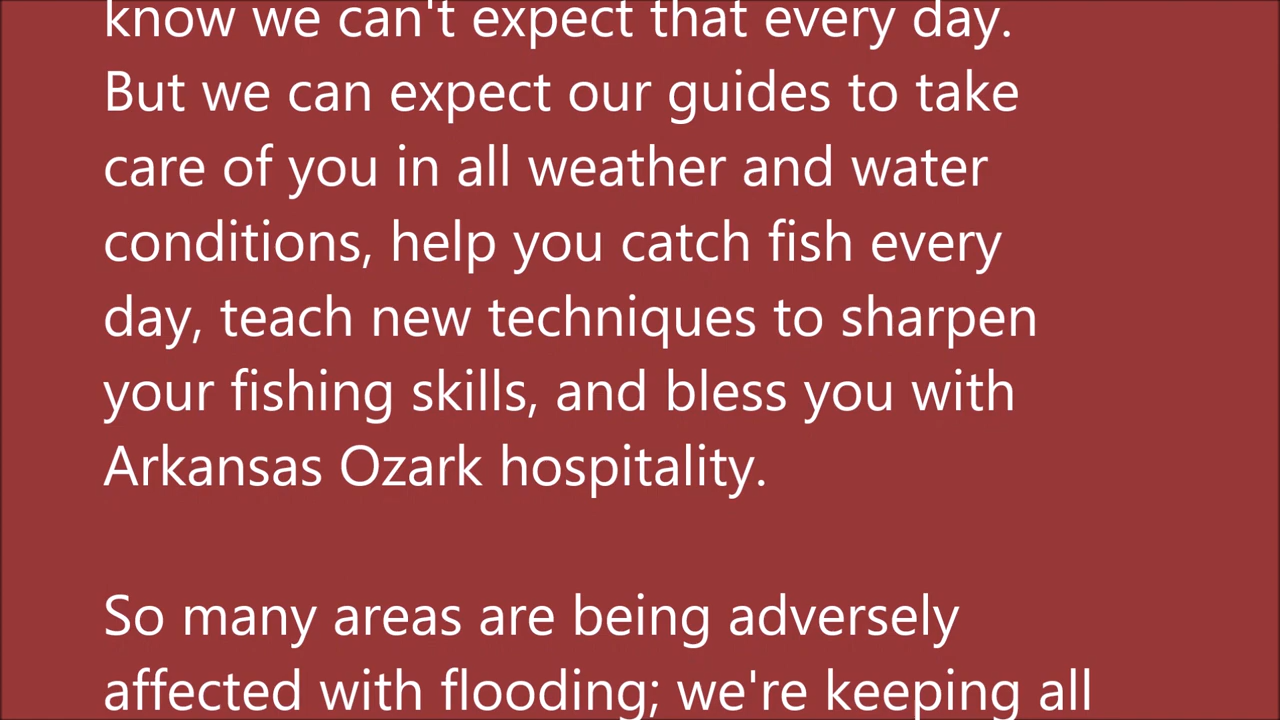 know we can't expect that every day.
But we can expect our guides to take
care of you in all weather and water
conditions, help you catch fish every
day, teach new techniques to sharpen
your fishing skills, and bless you with
Arkansas Ozark hospitality.
So many areas are being adversely
affected with flooding; we're keeping all